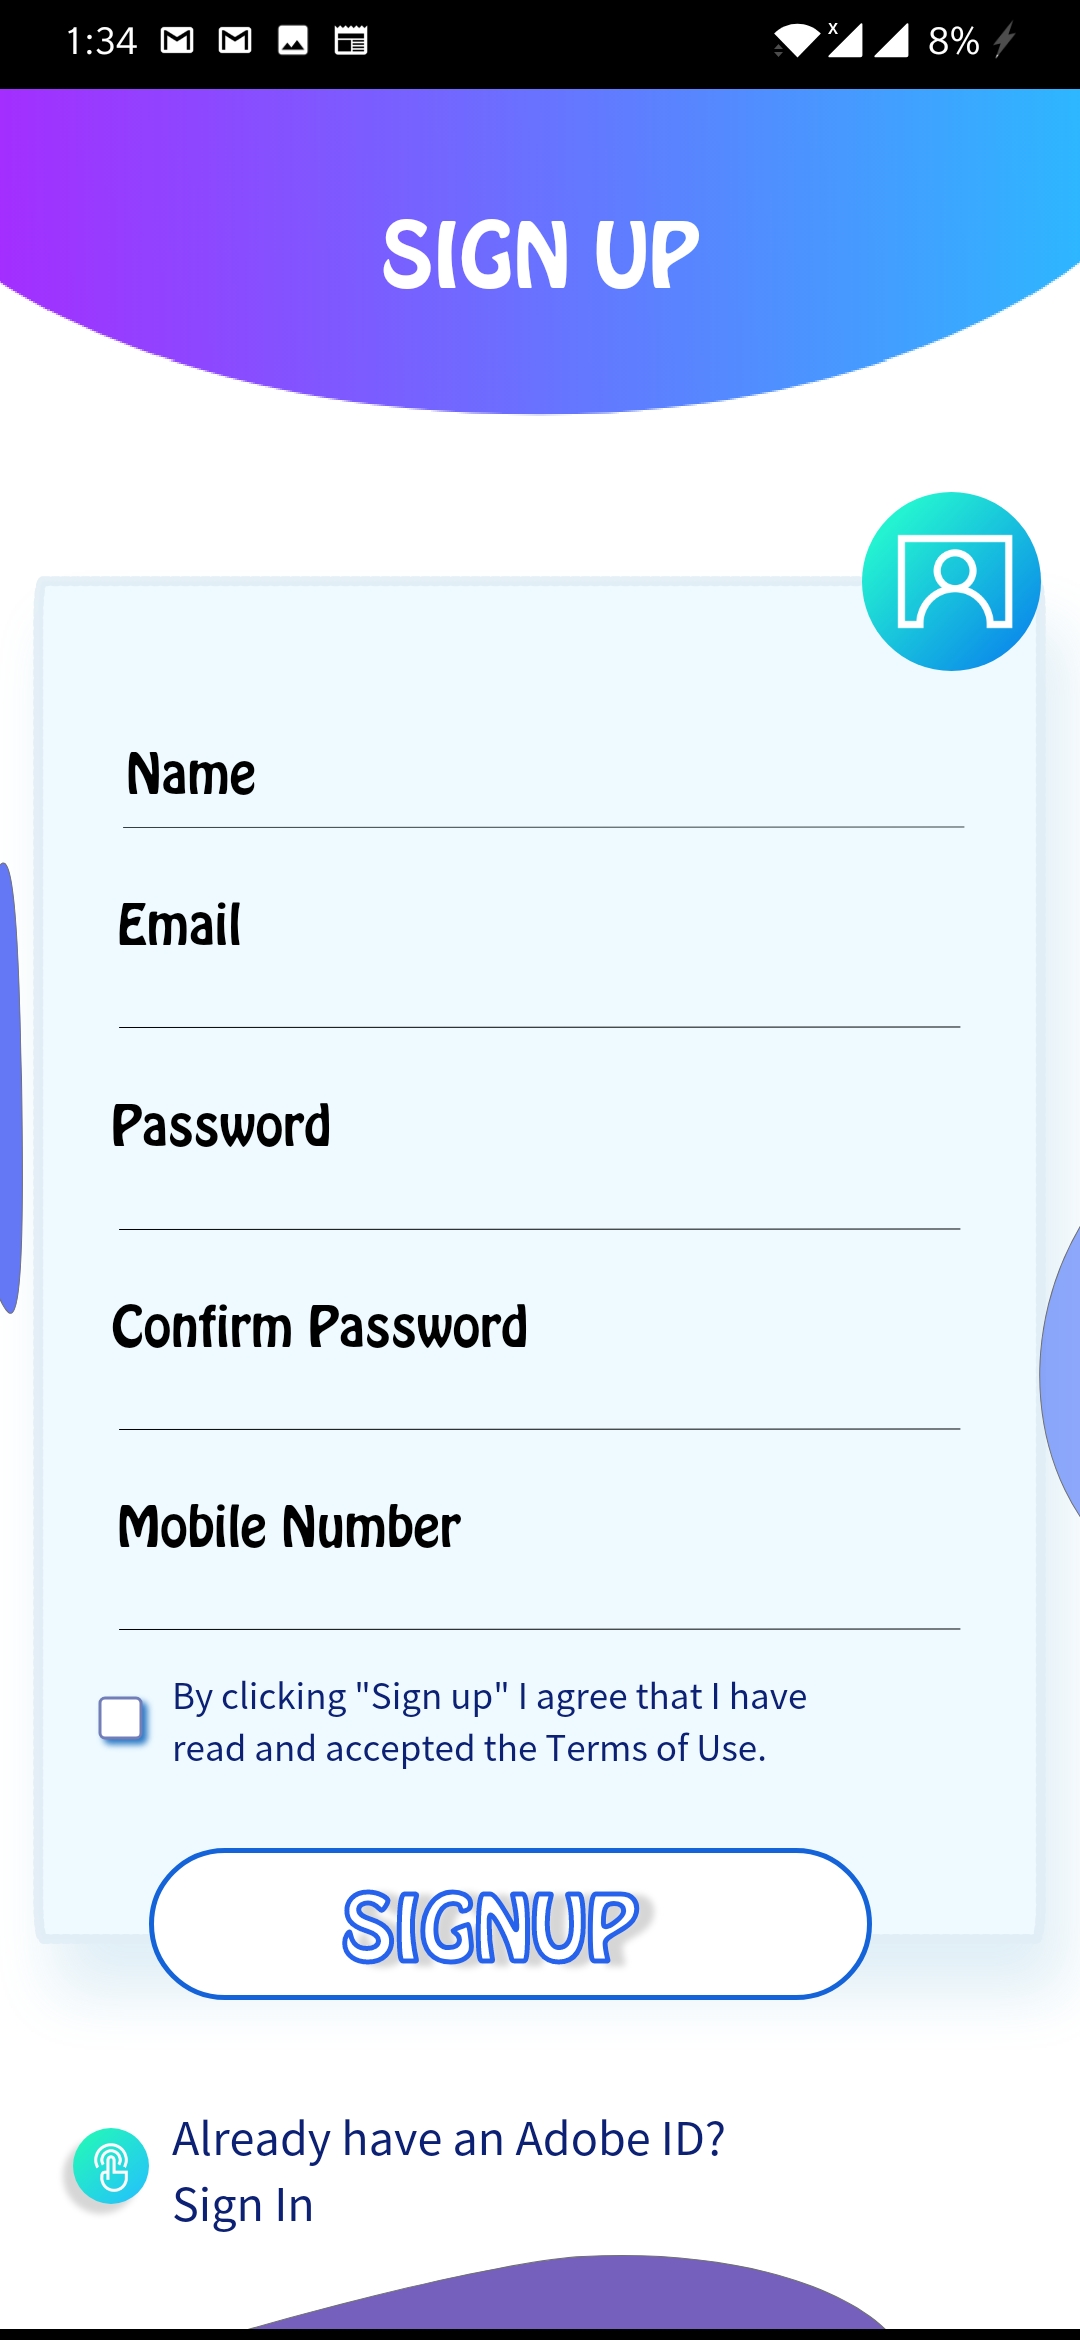 1:34 8%
SIGN UP
Name
Email
Password
Confirm Password
Mobile Number
By clicking "Sign up" I agree that I have
read and accepted the Terms of Use.
SIGNUP
Already have an Adobe ID?
Sign In